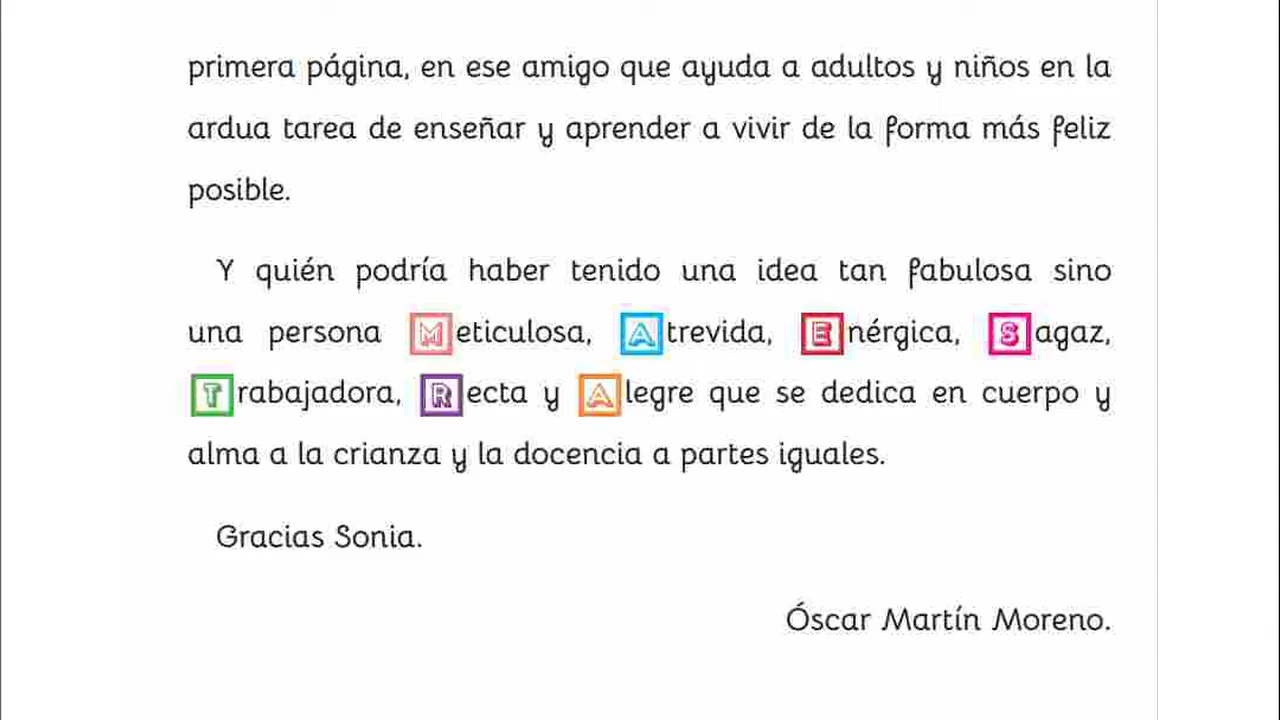 primera página, en ese amigo que ayuda a adultos y niños en la
ardua tarea de enseñar y aprender a vivir de la forma más feliz
posible.
Y quién podría haber tenido una idea tan fabulosa sino
una persona Meticulosa, Atrevida, Enérgica, Sagaz,
Trabajadora, Recta y Alegre que se dedica en cuerpo y
alma a la crianza y la docencia a partes iguales.
Gracias Sonia.
Óscar Martín Moreno.